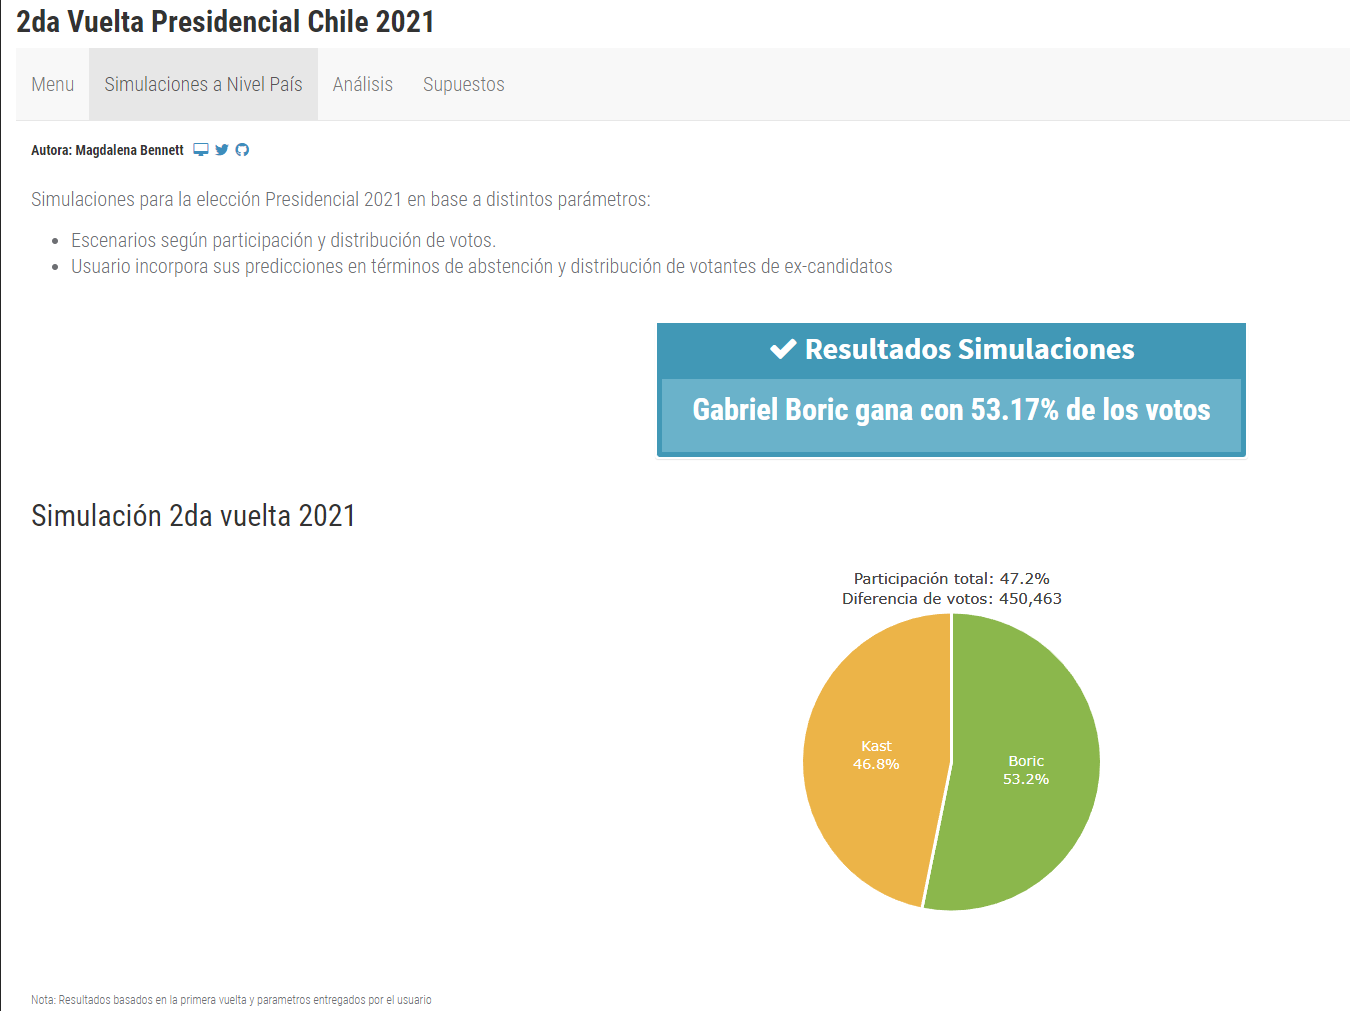 2da Vuelta Presidencial Chile 2021
Menu Simulaciones a Nivel País Análisis Supuestos
Autora: Magdalena Bennett
Simulaciones para la elección Presidencial 2021 en base a distintos parámetros:
• Escenarios según participación y distribución de votos.
• Usuario incorpora sus predicciones en términos de abstención y distribución de votantes de ex-candidatos
Resultados Simulaciones
Gabriel Boric gana con 53.17% de los votos
Simulación 2da vuelta 2021
Participación total: 47.2%
Diferencia de votos: 450,463
Kast
46.8%
Boric
53.2%
Nota: Resultados basados en la primera vuelta y parametros entregados por el usuario